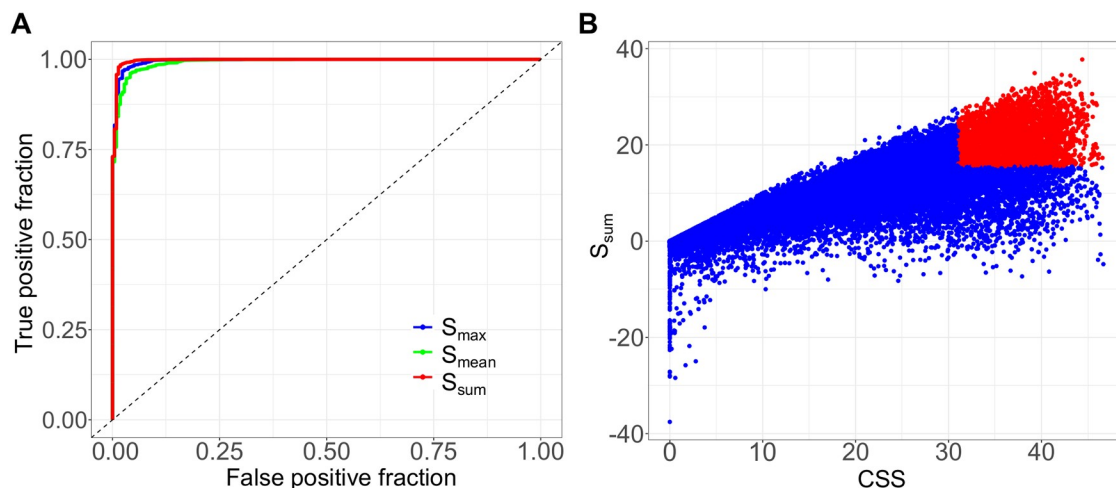 A
1.00
0.75
0.50
0.25
0.00
True positive fraction
0.00 0.25 0.50 0.75 1.00
False positive fraction
Smax
Smean
Ssum
B
40
20
0
-20
-40
Ssum
0 10 20 30 40
CSS